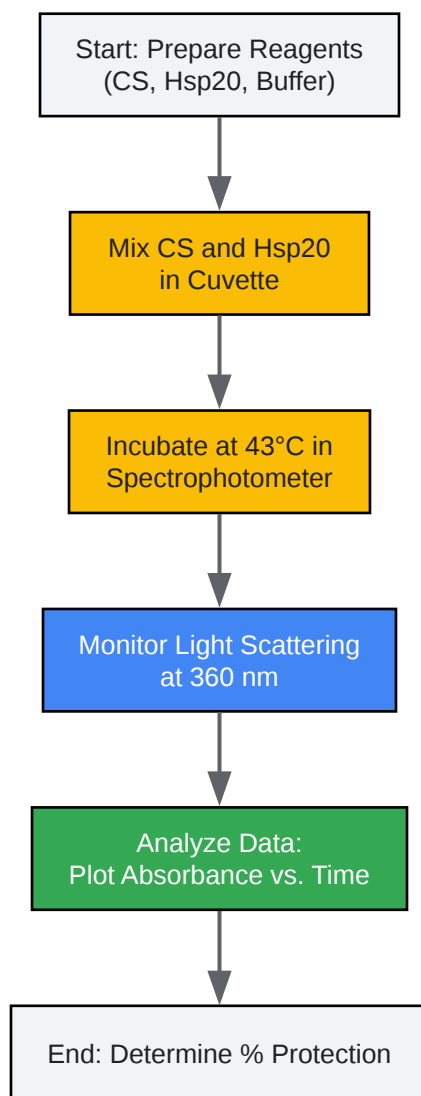 Start: Prepare Reagents
(CS, Hsp20, Buffer)
Mix CS and Hsp20
in Cuvette
Incubate at 43°C in
Spectrophotometer
Monitor Light Scattering
at 360 nm
Analyze Data:
Plot Absorbance vs. Time
End: Determine % Protection